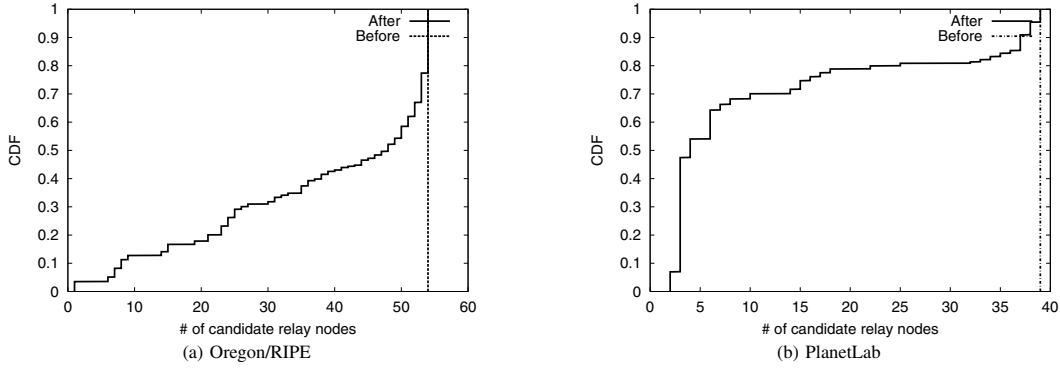 1
0.9
0.8
0.7
0.6
0.5
0.4
0.3
0.2
0.1
0
CDF
After
Before
0 10 20 30 40 50 60
# of candidate relay nodes
(a) Oregon/RIPE
1
0.9
0.8
0.7
0.6
0.5
0.4
0.3
0.2
0.1
0
CDF
After
Before
0 5 10 15 20 25 30 35 40
# of candidate relay nodes
(b) PlanetLab